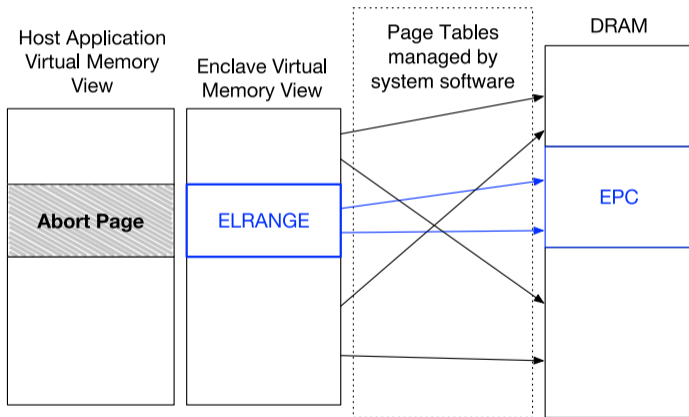 Host Application
Virtual Memory
View
Enclave Virtual
Memory View
Page Tables
managed by
system software
DRAM
Abort Page
ELRANGE
EPC